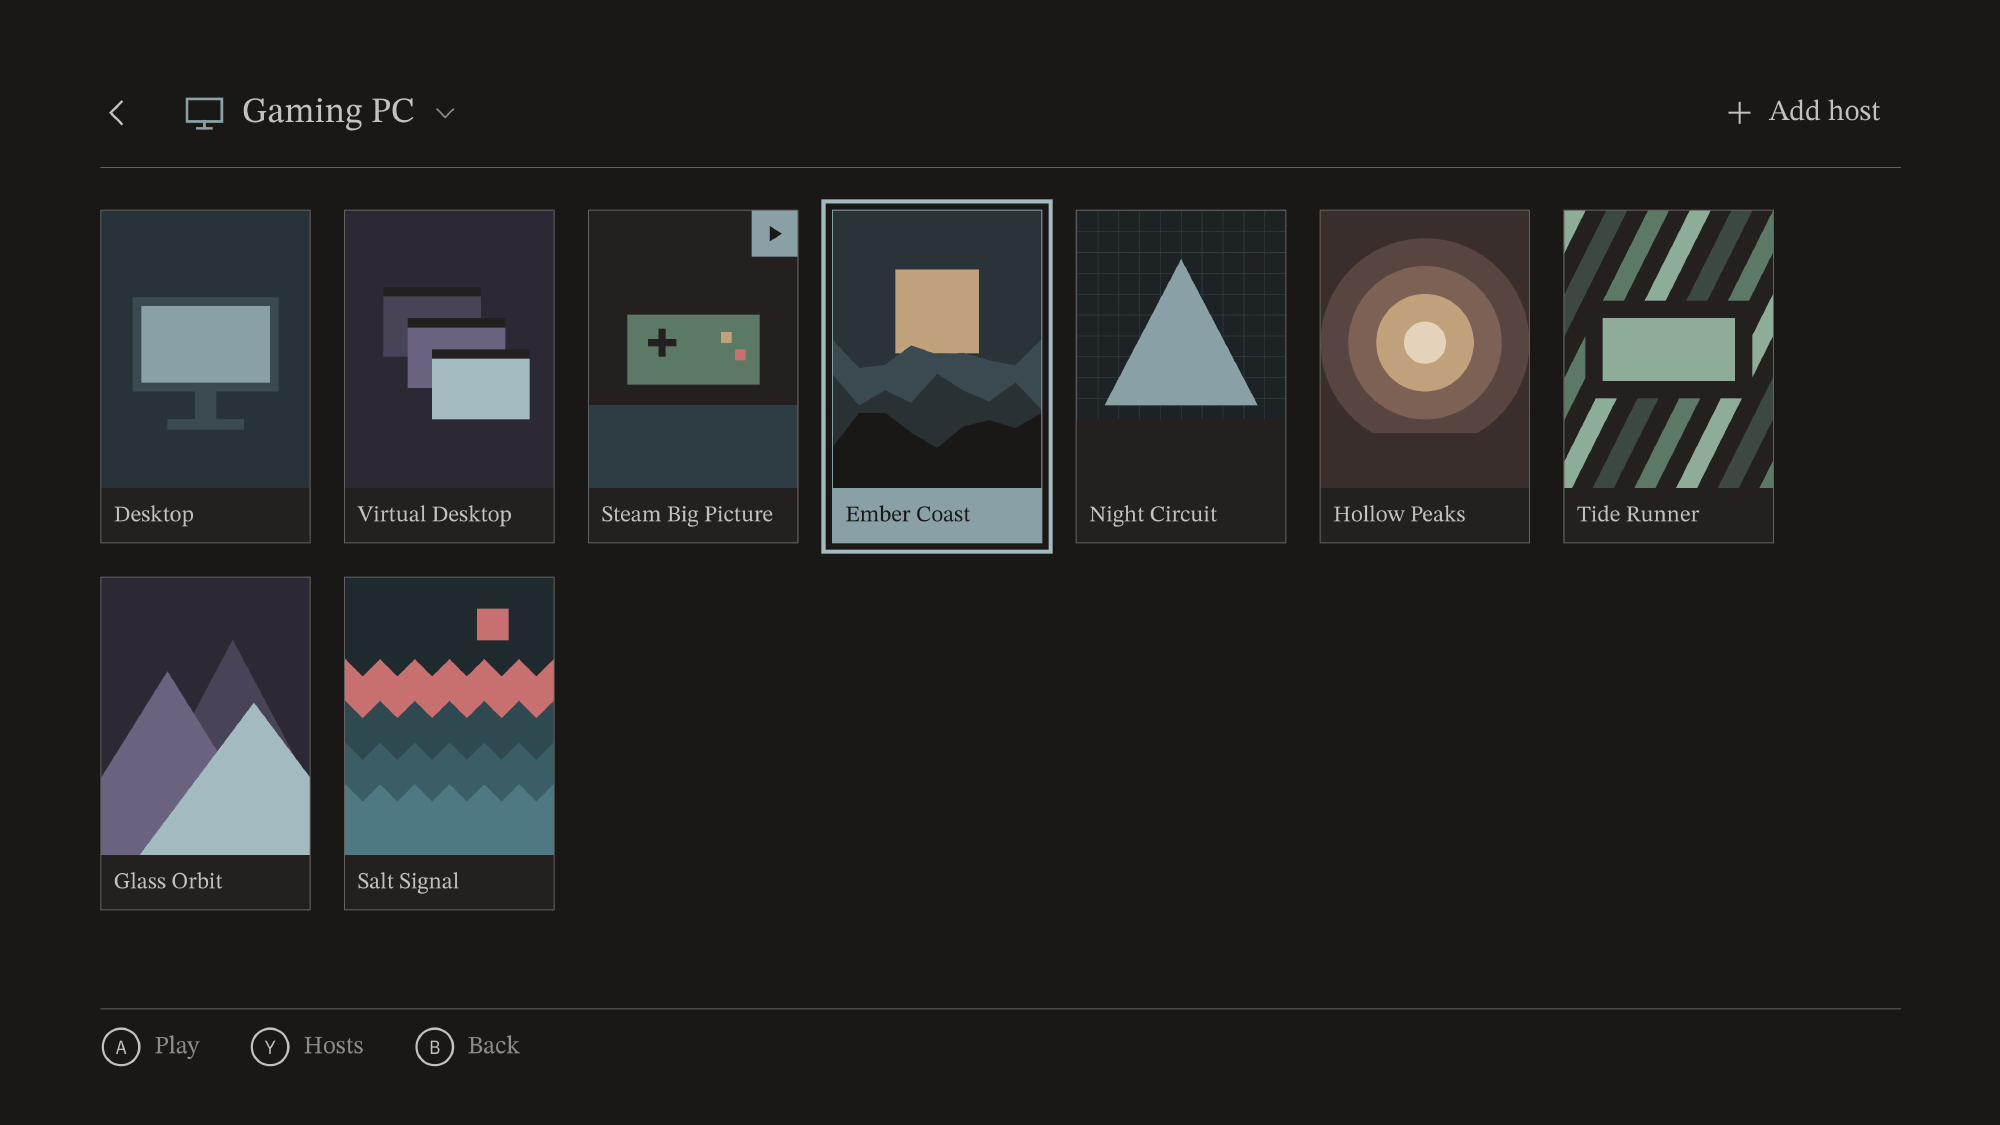 Gaming PC
Add host
Desktop
Virtual Desktop
Steam Big Picture
Ember Coast
Night Circuit
Hollow Peaks
Tide Runner
Glass Orbit
Salt Signal
A Play
Y Hosts
B Back